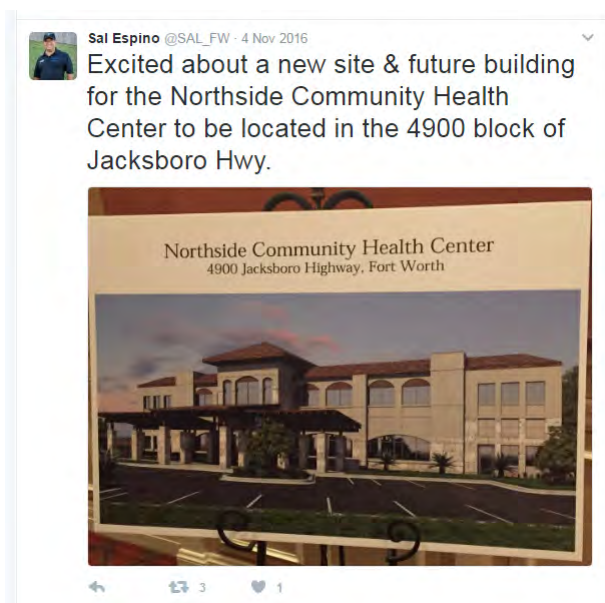 Sal Espino @SAL_FW · 4 Nov 2016
Excited about a new site & future building
for the Northside Community Health
Center to be located in the 4900 block of
Jacksboro Hwy.
Northside Community Health Center
4900 Jacksboro Highway, Fort Worth
3 1